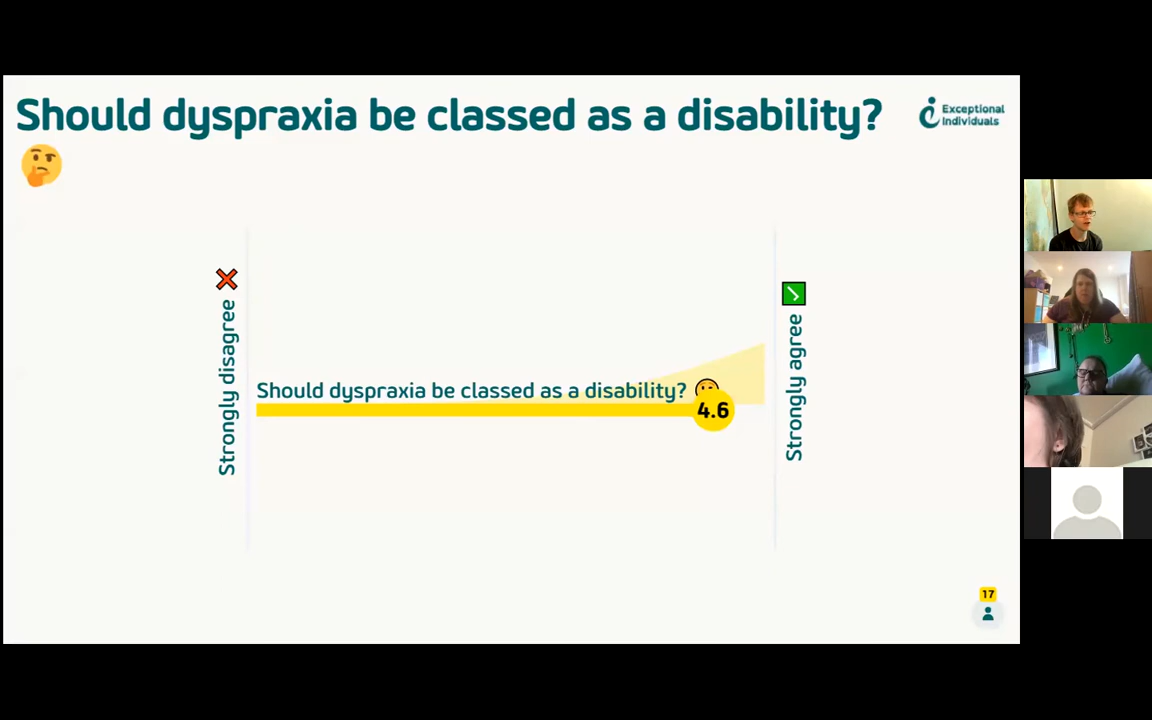 Should dyspraxia be classed as a disability?
Exceptional
Individuals
Strongly disagree
Should dyspraxia be classed as a disability?
4.6
Strongly agree
17